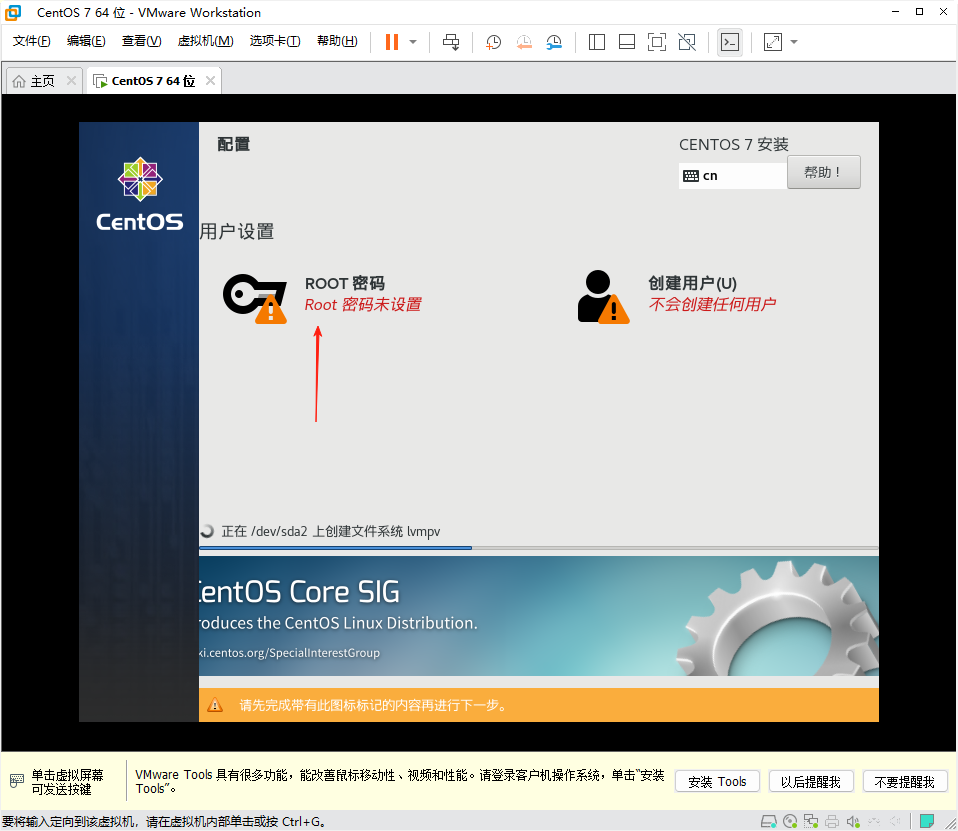 CentOS 7 64 位 - VMware Workstation
文件(F) 编辑(E) 查看(V) 虚拟机(M) 选项卡(T) 帮助(H)
主页 CentOS 7 64 位
配置
CENTOS 7 安装
cn
帮助！
CentOS
用户设置
ROOT 密码
Root 密码未设置
创建用户(U)
不会创建任何用户
正在 /dev/sda2 上创建文件系统 lvmpv
entOS Core SIG
oduces the CentOS Linux Distribution.
ki.centos.org/SpecialInterestGroup
请先完成带有此图标标记的内容再进行下一步。
单击虚拟屏幕
可发送按键
VMware Tools 具有很多功能，能改善鼠标移动性、视频和性能。请登录客户机操作系统，单击“安装
Tools”。
安装 Tools
以后提醒我
不要提醒我
要将输入定向到该虚拟机，请在虚拟机内部单击或按 Ctrl+G。